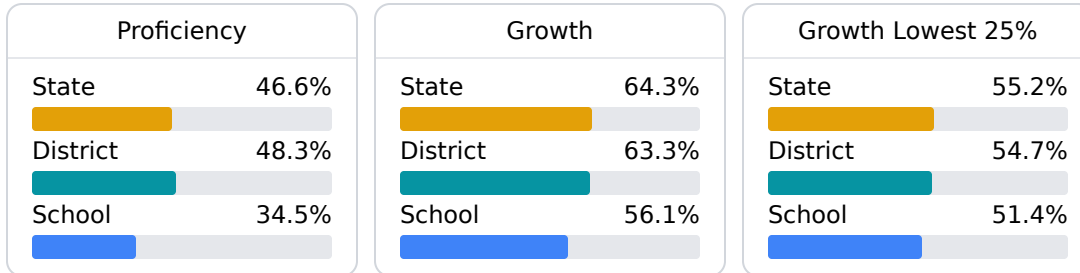 Proficiency
State 46.6%
District 48.3%
School 34.5%
Growth
State 64.3%
District 63.3%
School 56.1%
Growth Lowest 25%
State 55.2%
District 54.7%
School 51.4%